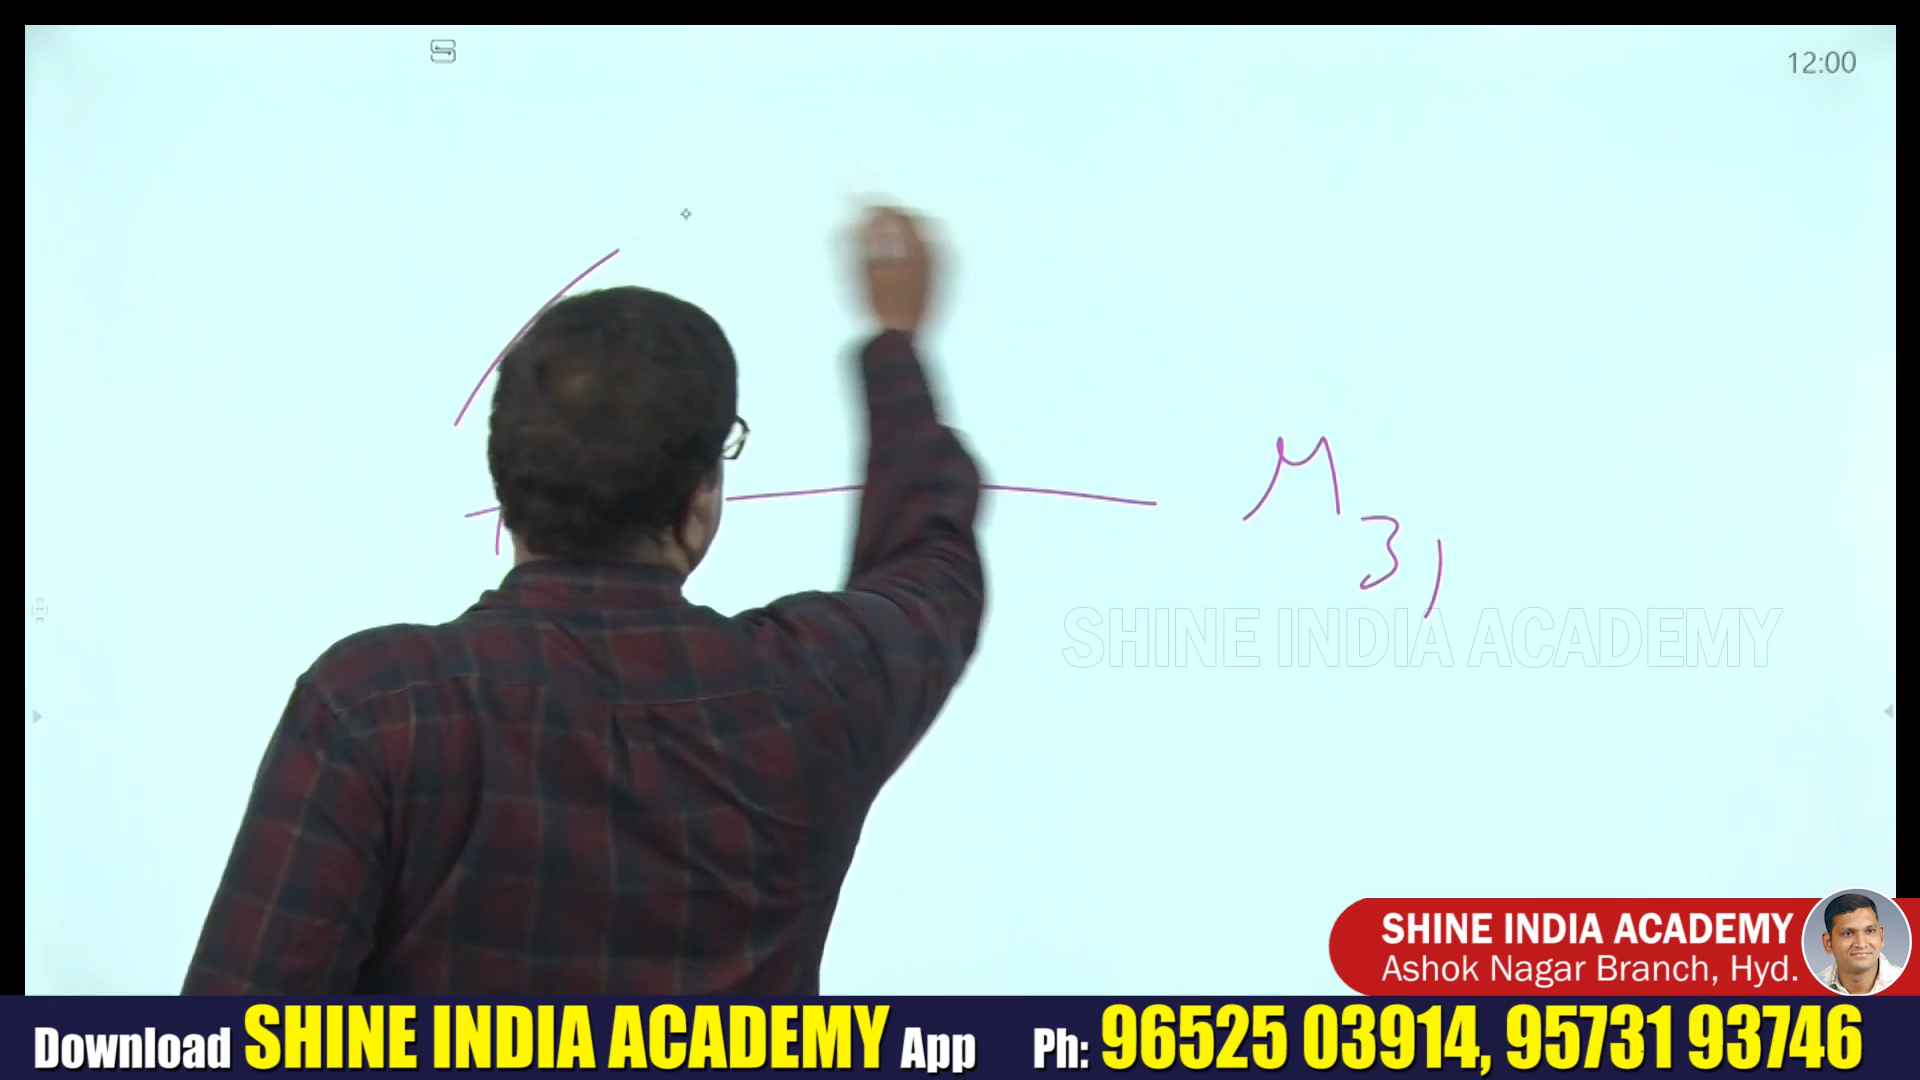 12:00
M
3,
SHINE INDIA ACADEMY
SHINE INDIA ACADEMY
Ashok Nagar Branch, Hyd.
Download SHINE INDIA ACADEMY App Ph: 96525 03914, 95731 93746